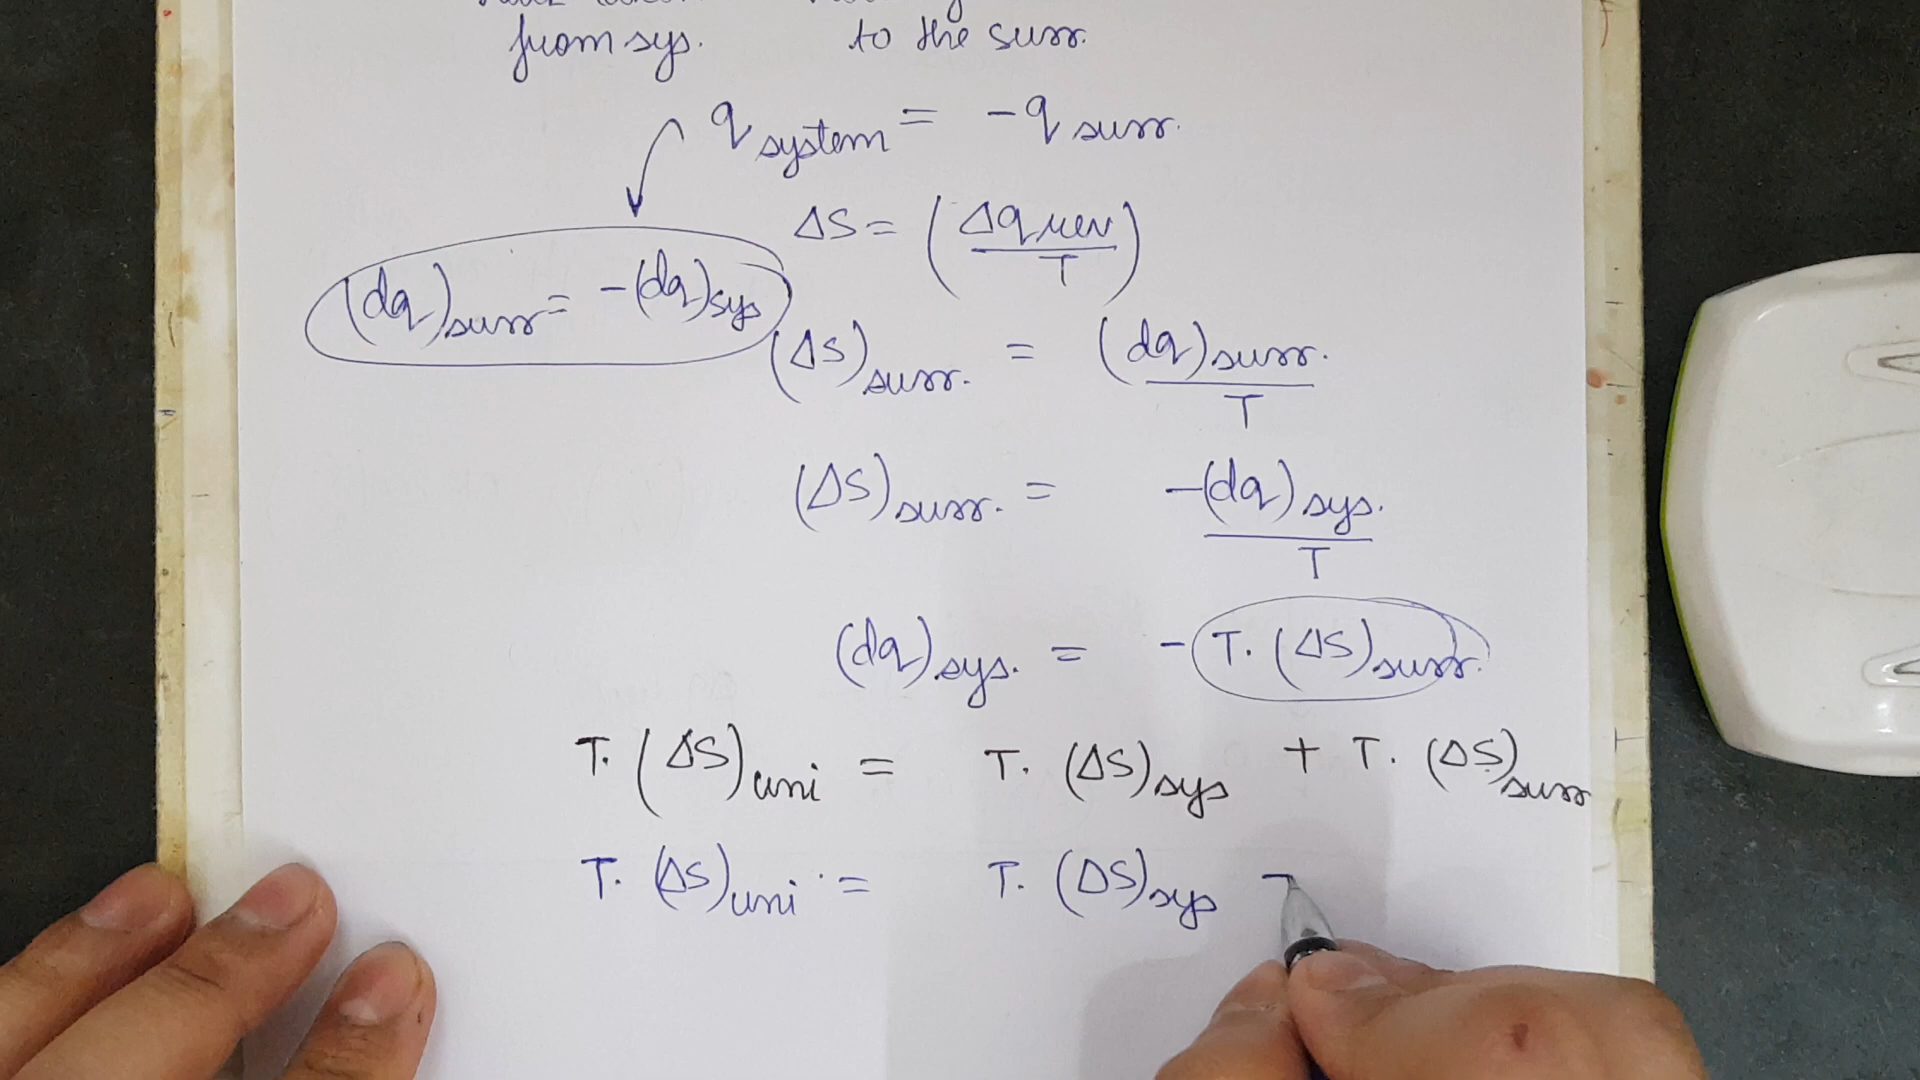 from sys. to the surr.
q system = -q surr.
ΔS = (Δq rev / T)
(dq)surr = -(dq)sys
(ΔS)surr. = (dq)surr. / T
(ΔS)surr. = -(dq)sys. / T
(dq)sys. = - T. (ΔS)surr.
T. (ΔS)uni = T. (ΔS)sys + T. (ΔS)surr
T. (ΔS)uni = T. (ΔS)sys -